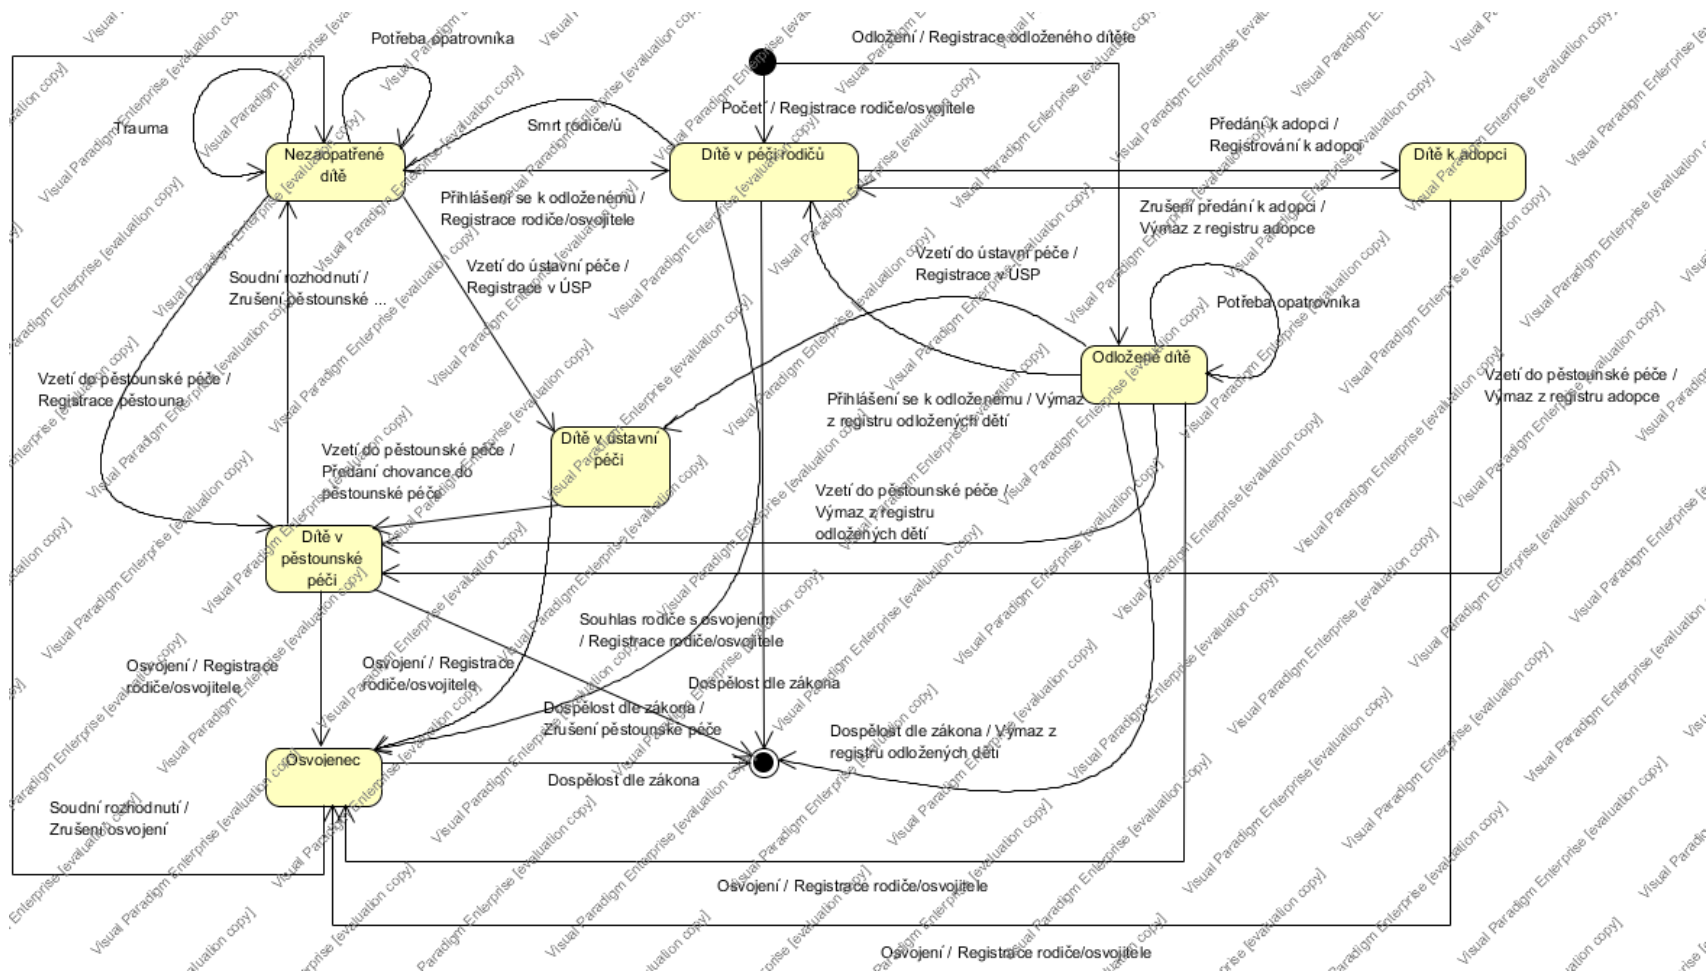 Potřeba opatrovníka
Odložení / Registrace odloženého dítěte
Trauma
Smrt rodiče/ů
Početí / Registrace rodiče/osvojitele
Předání k adopci /
Registrování k adopci
Nezaopatřené
dítě
Dítě v péči rodičů
Dítě k adopci
Přihlášení se k odloženému /
Registrace rodiče/osvojitele
Zrušení předání k adopci /
Výmaz z registru adopce
Soudní rozhodnutí /
Zrušení pěstounské ...
Vzetí do ústavní péče /
Registrace v ÚSP
Vzetí do ústavní péče /
Registrace v ÚSP
Potřeba opatrovníka
Odložené dítě
Vzetí do pěstounské péče /
Registrace pěstouna
Přihlášení se k odloženému / Výmaz
z registru odložených dětí
Vzetí do pěstounské péče /
Výmaz z registru adopce
Dítě v ústavní
péči
Vzetí do pěstounské péče /
Předání chovance do
pěstounské péče
Vzetí do pěstounské péče /
Výmaz z registru
odložených dětí
Dítě v
pěstounské
péči
Souhlas rodiče s osvojením
/ Registrace rodiče/osvojitele
Osvojení / Registrace
rodiče/osvojitele
Osvojení / Registrace
rodiče/osvojitele
Dospělost dle zákona
Dospělost dle zákona /
Zrušení pěstounské péče
Dospělost dle zákona / Výmaz z
registru odložených dětí
Osvojenec
Dospělost dle zákona
Soudní rozhodnutí /
Zrušení osvojení
Osvojení / Registrace rodiče/osvojitele
Osvojení / Registrace rodiče/osvojitele
Visual Paradigm Enterprise [evaluation copy]